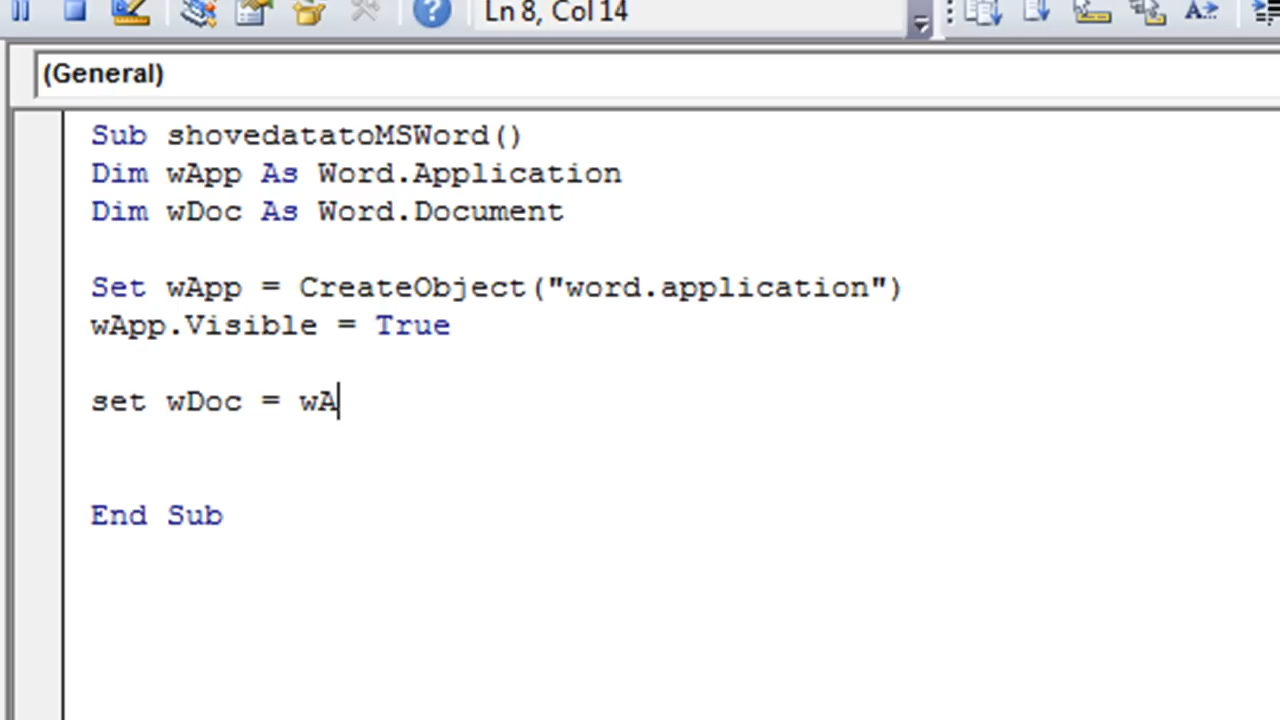 Ln 8, Col 14
(General)
Sub shovedatatoMSWord()
Dim wApp As Word.Application
Dim wDoc As Word.Document
Set wApp = CreateObject("word.application")
wApp.Visible = True
set wDoc = wA
End Sub